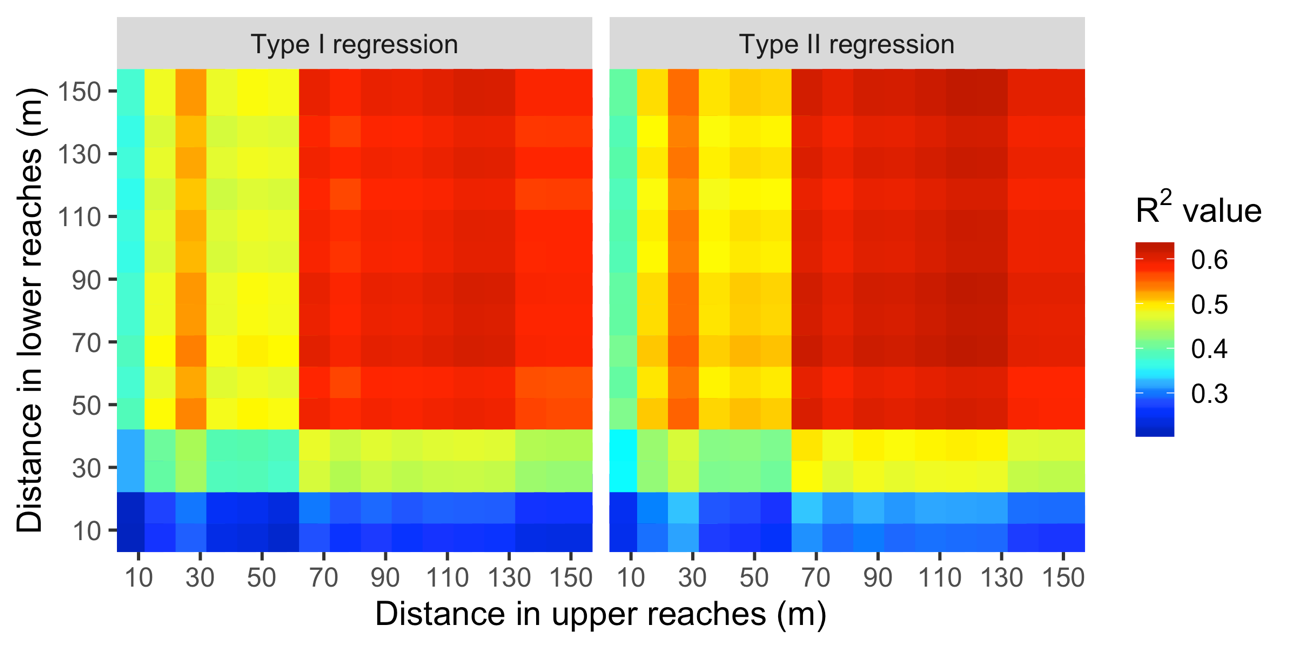 Type I regression
Type II regression
Distance in lower reaches (m)
150
130
110
90
70
50
30
10
10 30 50 70 90 110 130 150
10 30 50 70 90 110 130 150
Distance in upper reaches (m)
R² value
0.6
0.5
0.4
0.3